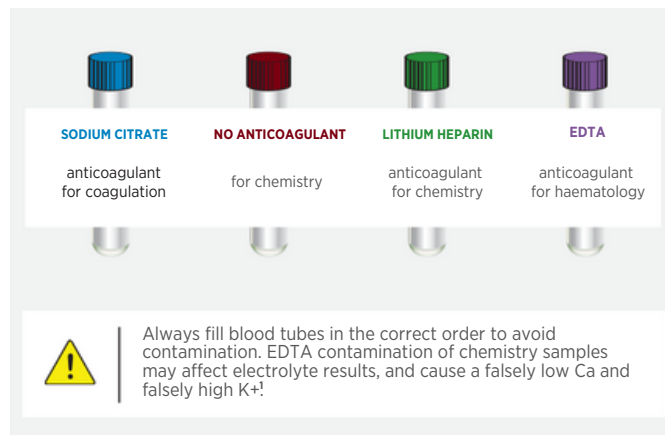 SODIUM CITRATE
anticoagulant
for coagulation
NO ANTICOAGULANT
for chemistry
LITHIUM HEPARIN
anticoagulant
for chemistry
EDTA
anticoagulant
for haematology
Always fill blood tubes in the correct order to avoid
contamination. EDTA contamination of chemistry samples
may affect electrolyte results, and cause a falsely low Ca and
falsely high K+¹.